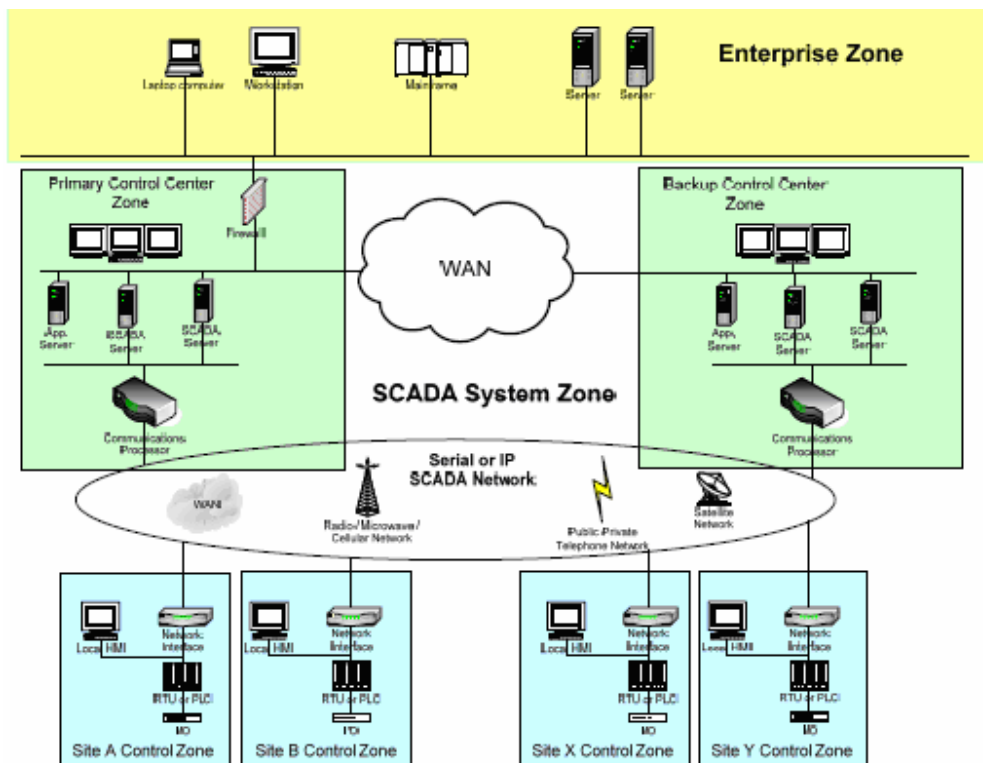 Enterprise Zone
Laptop computer
Workstation
Mainframe
Server
Server
Primary Control Center
Zone
Firewall
App.
Server
SCADA
Server
SCADA
Server
Communications
Processor
WAN
SCADA System Zone
Backup Control Center
Zone
App.
Server
SCADA
Server
SCADA
Server
Communications
Processor
Serial or IP
SCADA Network
WAN
Radio/Microwave/
Cellular Network
Public/Private
Telephone Network
Satellite
Network
Local HMI
Network
Interface
RTU or PLC
I/O
Site A Control Zone
Local HMI
Network
Interface
RTU or PLC
I/O
Site B Control Zone
Local HMI
Network
Interface
RTU or PLC
I/O
Site X Control Zone
Local HMI
Network
Interface
RTU or PLC
I/O
Site Y Control Zone